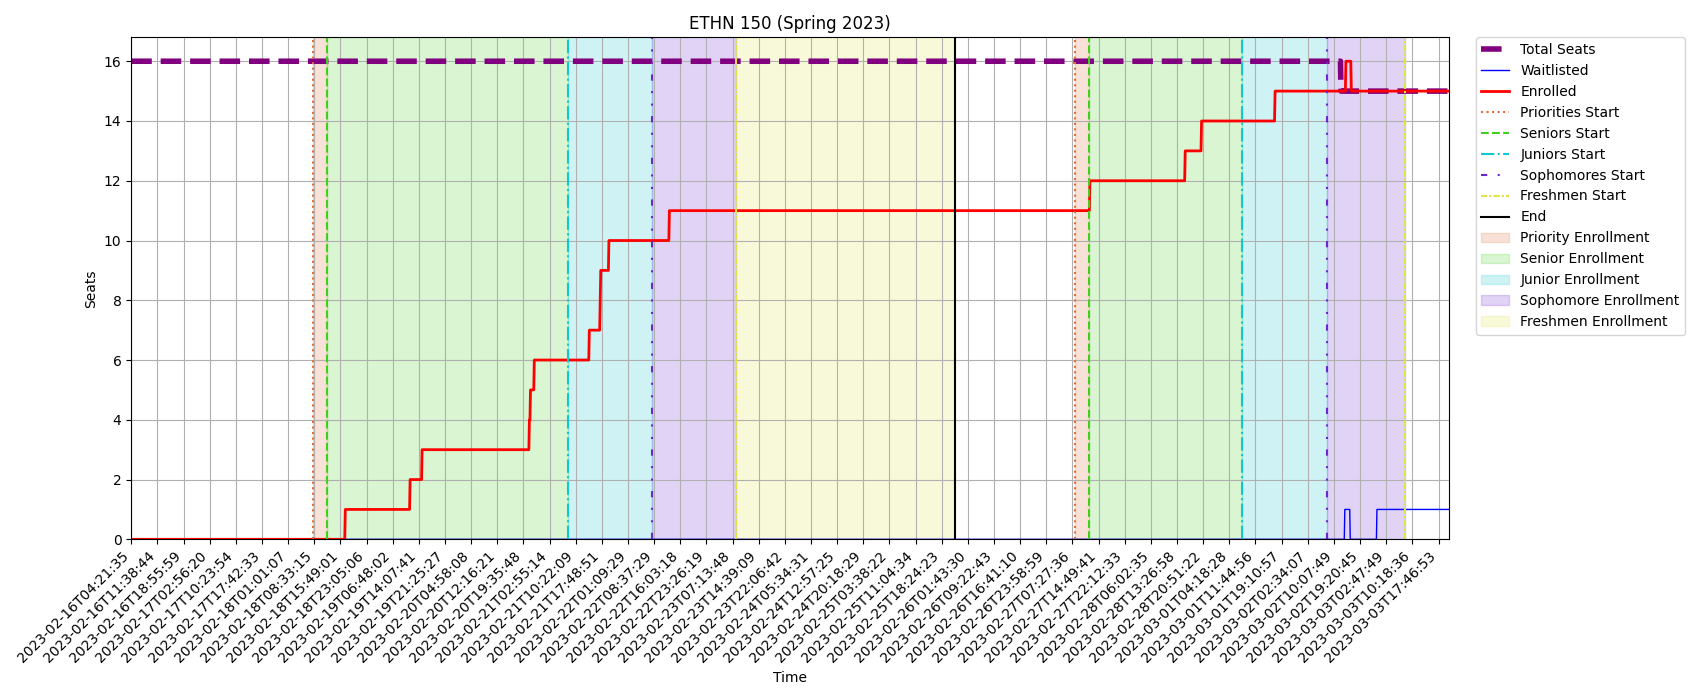 ETHN 150 (Spring 2023)
Seats
16
14
12
10
8
6
4
2
0
2023-02-16T04:21:35
2023-02-16T11:38:44
2023-02-16T18:55:59
2023-02-17T02:56:20
2023-02-17T10:23:54
2023-02-17T17:42:33
2023-02-18T01:01:07
2023-02-18T08:33:15
2023-02-18T15:49:01
2023-02-18T23:05:06
2023-02-19T06:48:02
2023-02-19T14:07:41
2023-02-19T21:25:27
2023-02-20T04:58:08
2023-02-20T12:16:21
2023-02-20T19:35:48
2023-02-21T02:55:14
2023-02-21T10:22:09
2023-02-21T17:48:51
2023-02-22T01:09:29
2023-02-22T08:37:29
2023-02-22T16:03:18
2023-02-22T23:26:19
2023-02-23T07:13:48
2023-02-23T14:39:09
2023-02-23T22:06:42
2023-02-24T05:34:31
2023-02-24T12:57:25
2023-02-24T20:18:29
2023-02-25T03:38:22
2023-02-25T11:04:34
2023-02-25T18:24:23
2023-02-26T01:43:30
2023-02-26T09:22:43
2023-02-26T16:41:10
2023-02-26T23:58:59
2023-02-27T07:27:36
2023-02-27T14:49:41
2023-02-27T22:12:33
2023-02-28T06:02:35
2023-02-28T13:26:58
2023-02-28T20:51:22
2023-03-01T04:18:28
2023-03-01T11:44:56
2023-03-01T19:10:57
2023-03-02T02:34:07
2023-03-02T10:07:49
2023-03-02T19:20:45
2023-03-03T02:47:49
2023-03-03T10:18:36
2023-03-03T17:46:53
Time
Total Seats
Waitlisted
Enrolled
Priorities Start
Seniors Start
Juniors Start
Sophomores Start
Freshmen Start
End
Priority Enrollment
Senior Enrollment
Junior Enrollment
Sophomore Enrollment
Freshmen Enrollment